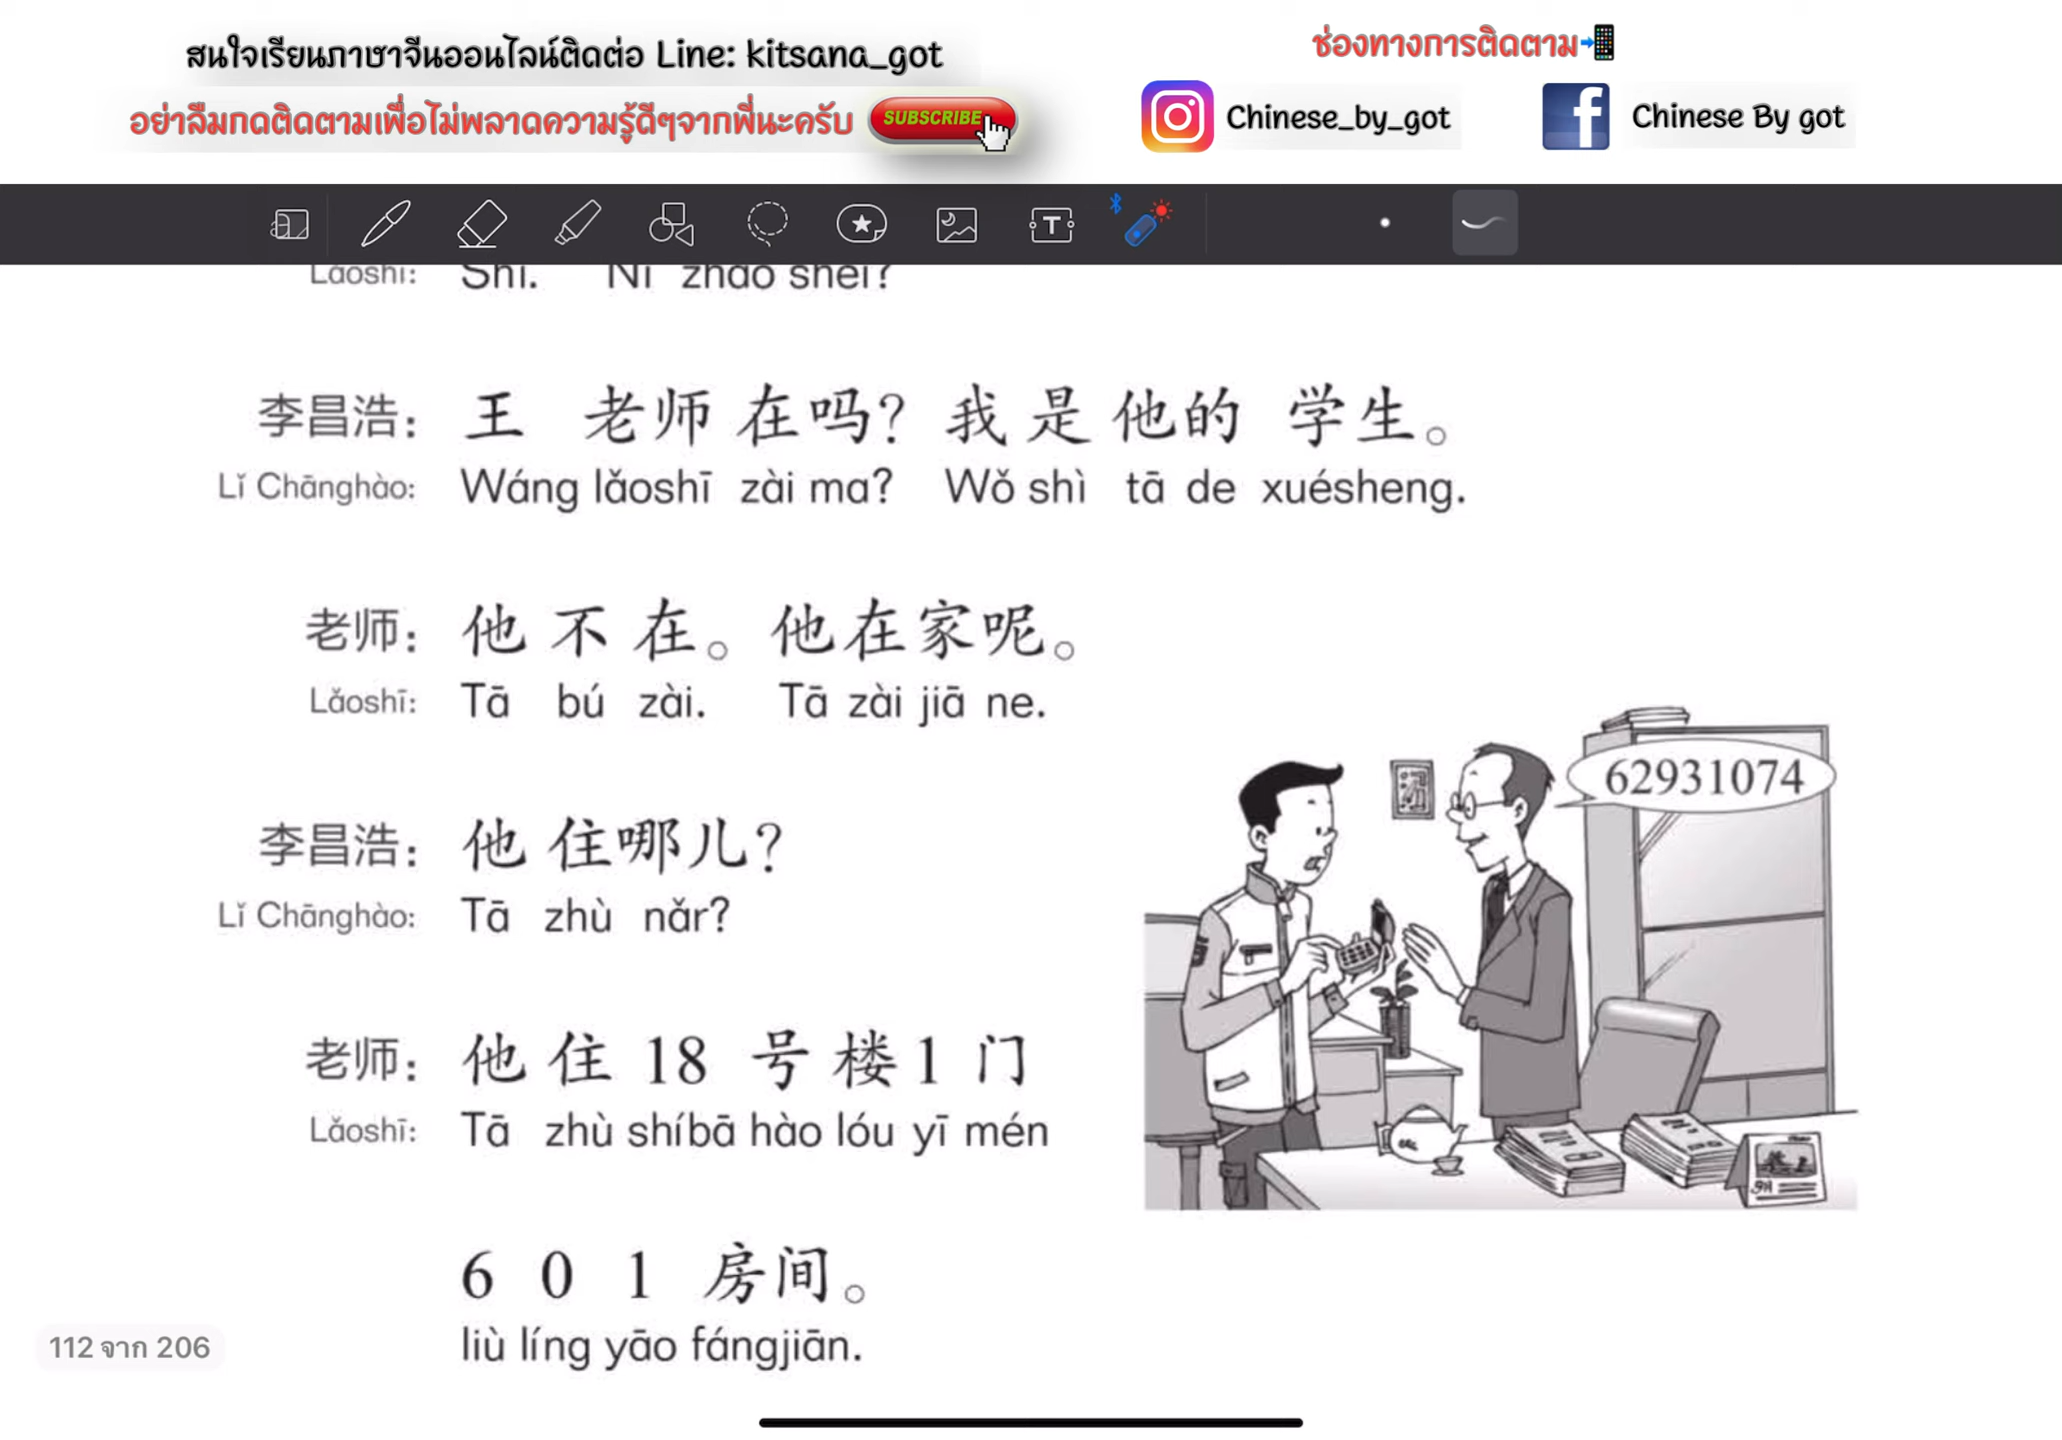 สนใจเรียนภาษาจีนออนไลน์ติดต่อ Line: kitsana_got
ช่องทางการติดตาม
อย่าลืมกดติดตามเพื่อไม่พลาดความรู้ดีๆจากพี่นะครับ SUBSCRIBE
Chinese_by_got
Chinese By got
Lǎoshī: Shì. Nǐ zhǎo shéi?
李昌浩： 王 老师 在吗？ 我 是 他的 学生。
Lǐ Chānghào: Wáng lǎoshī zài ma? Wǒ shì tā de xuésheng.
老师： 他 不 在。 他在家呢。
Lǎoshī: Tā bú zài. Tā zài jiā ne.
62931074
李昌浩： 他 住哪儿？
Lǐ Chānghào: Tā zhù nǎr?
老师： 他 住 18 号 楼 1 门
Lǎoshī: Tā zhù shíbā hào lóu yī mén
6 0 1 房间。
liù líng yāo fángjiān.
112 จาก 206